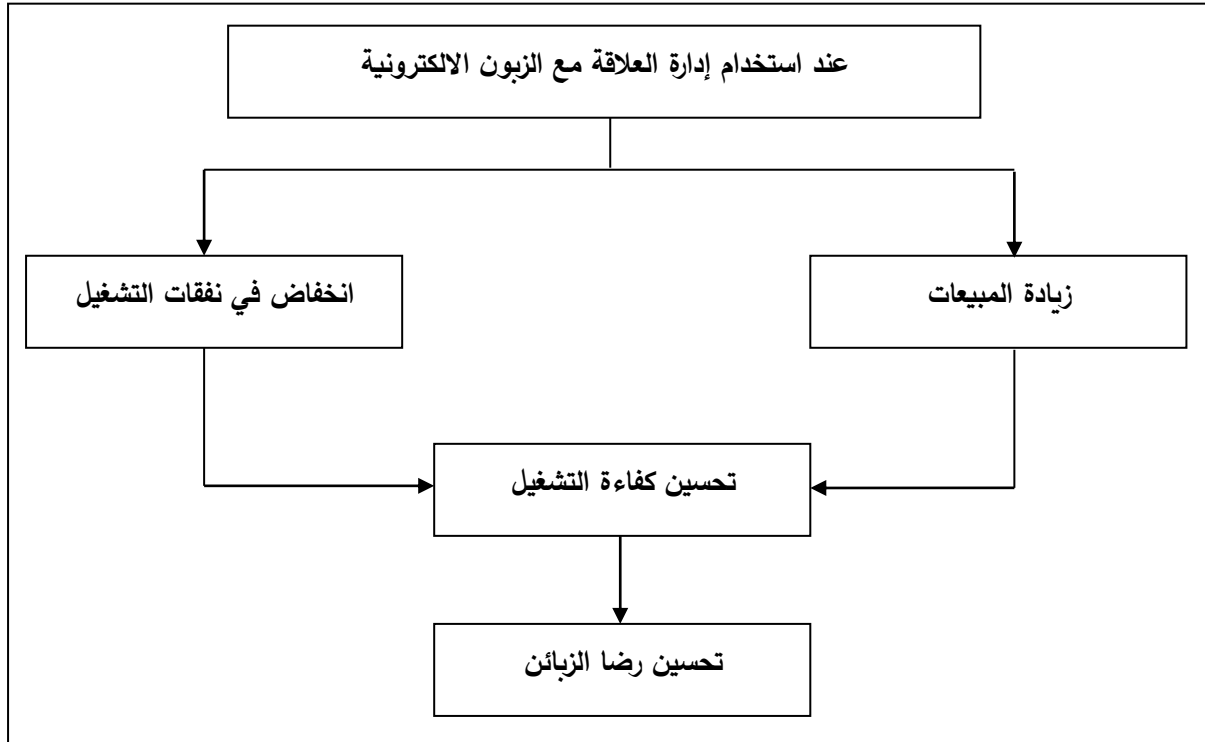 عند استخدام إدارة العلاقة مع الزبون الالكترونية
زيادة المبيعات
انخفاض في نفقات التشغيل
تحسين كفاءة التشغيل
تحسين رضا الزبائن